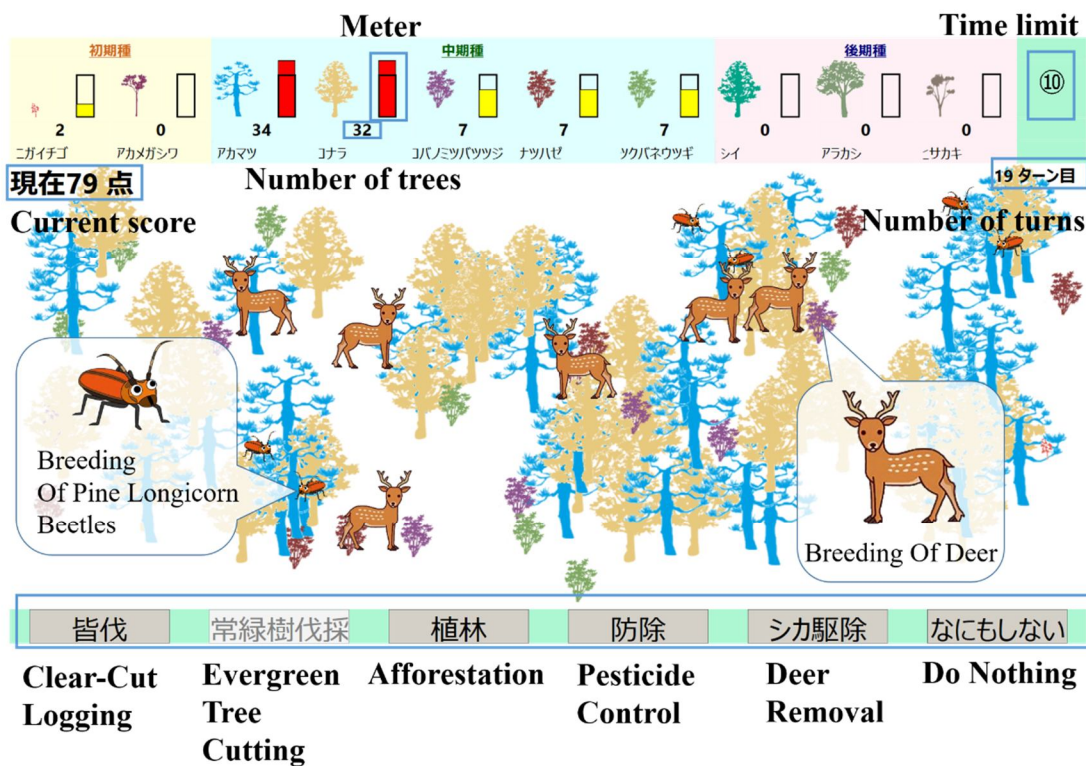 Meter
Time limit
初期種
中期種
後期種
⑩
2
0
34
32
7
7
7
0
0
0
ニガイチゴ
アカメガシワ
アカマツ
コナラ
コバノミツバツツジ
ナツハゼ
ツクバネウツギ
シイ
アラカシ
ニサカキ
現在79 点
Number of trees
19 ターン目
Current score
Number of turns
Breeding
Of Pine Longicorn
Beetles
Breeding Of Deer
皆伐
常緑樹伐採
植林
防除
シカ駆除
なにもしない
Clear-Cut
Logging
Evergreen
Tree
Cutting
Afforestation
Pesticide
Control
Deer
Removal
Do Nothing